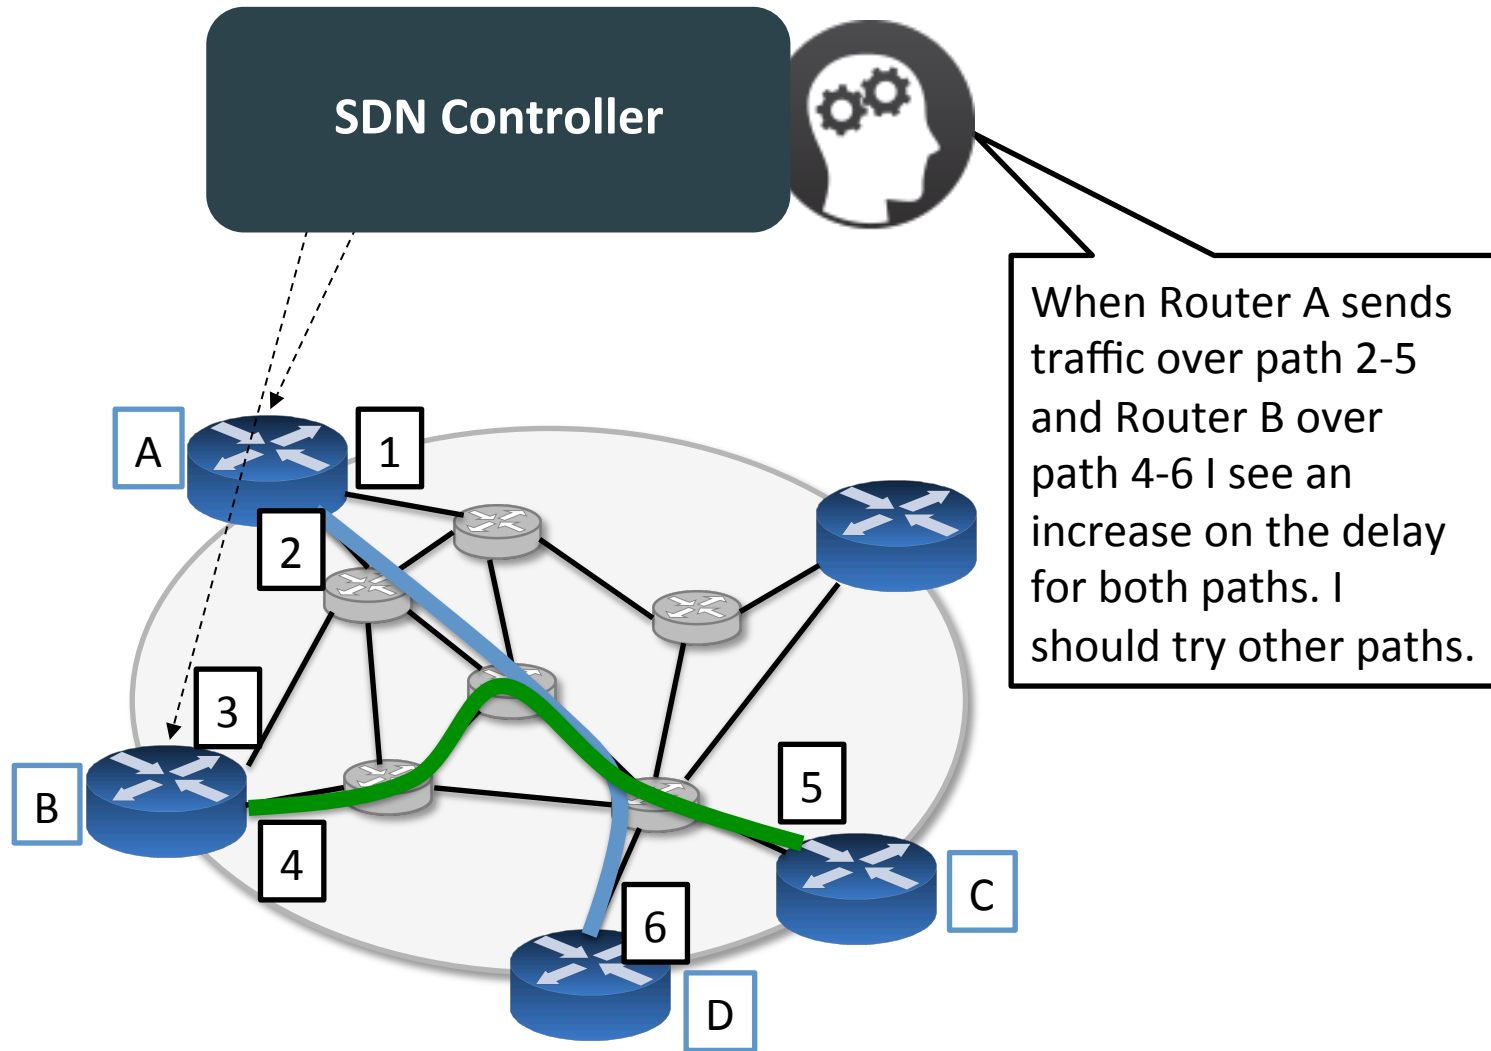 SDN Controller
When Router A sends
traffic over path 2-5
and Router B over
path 4-6 I see an
increase on the delay
for both paths. I
should try other paths.
A
1
2
3
B
4
5
C
6
D